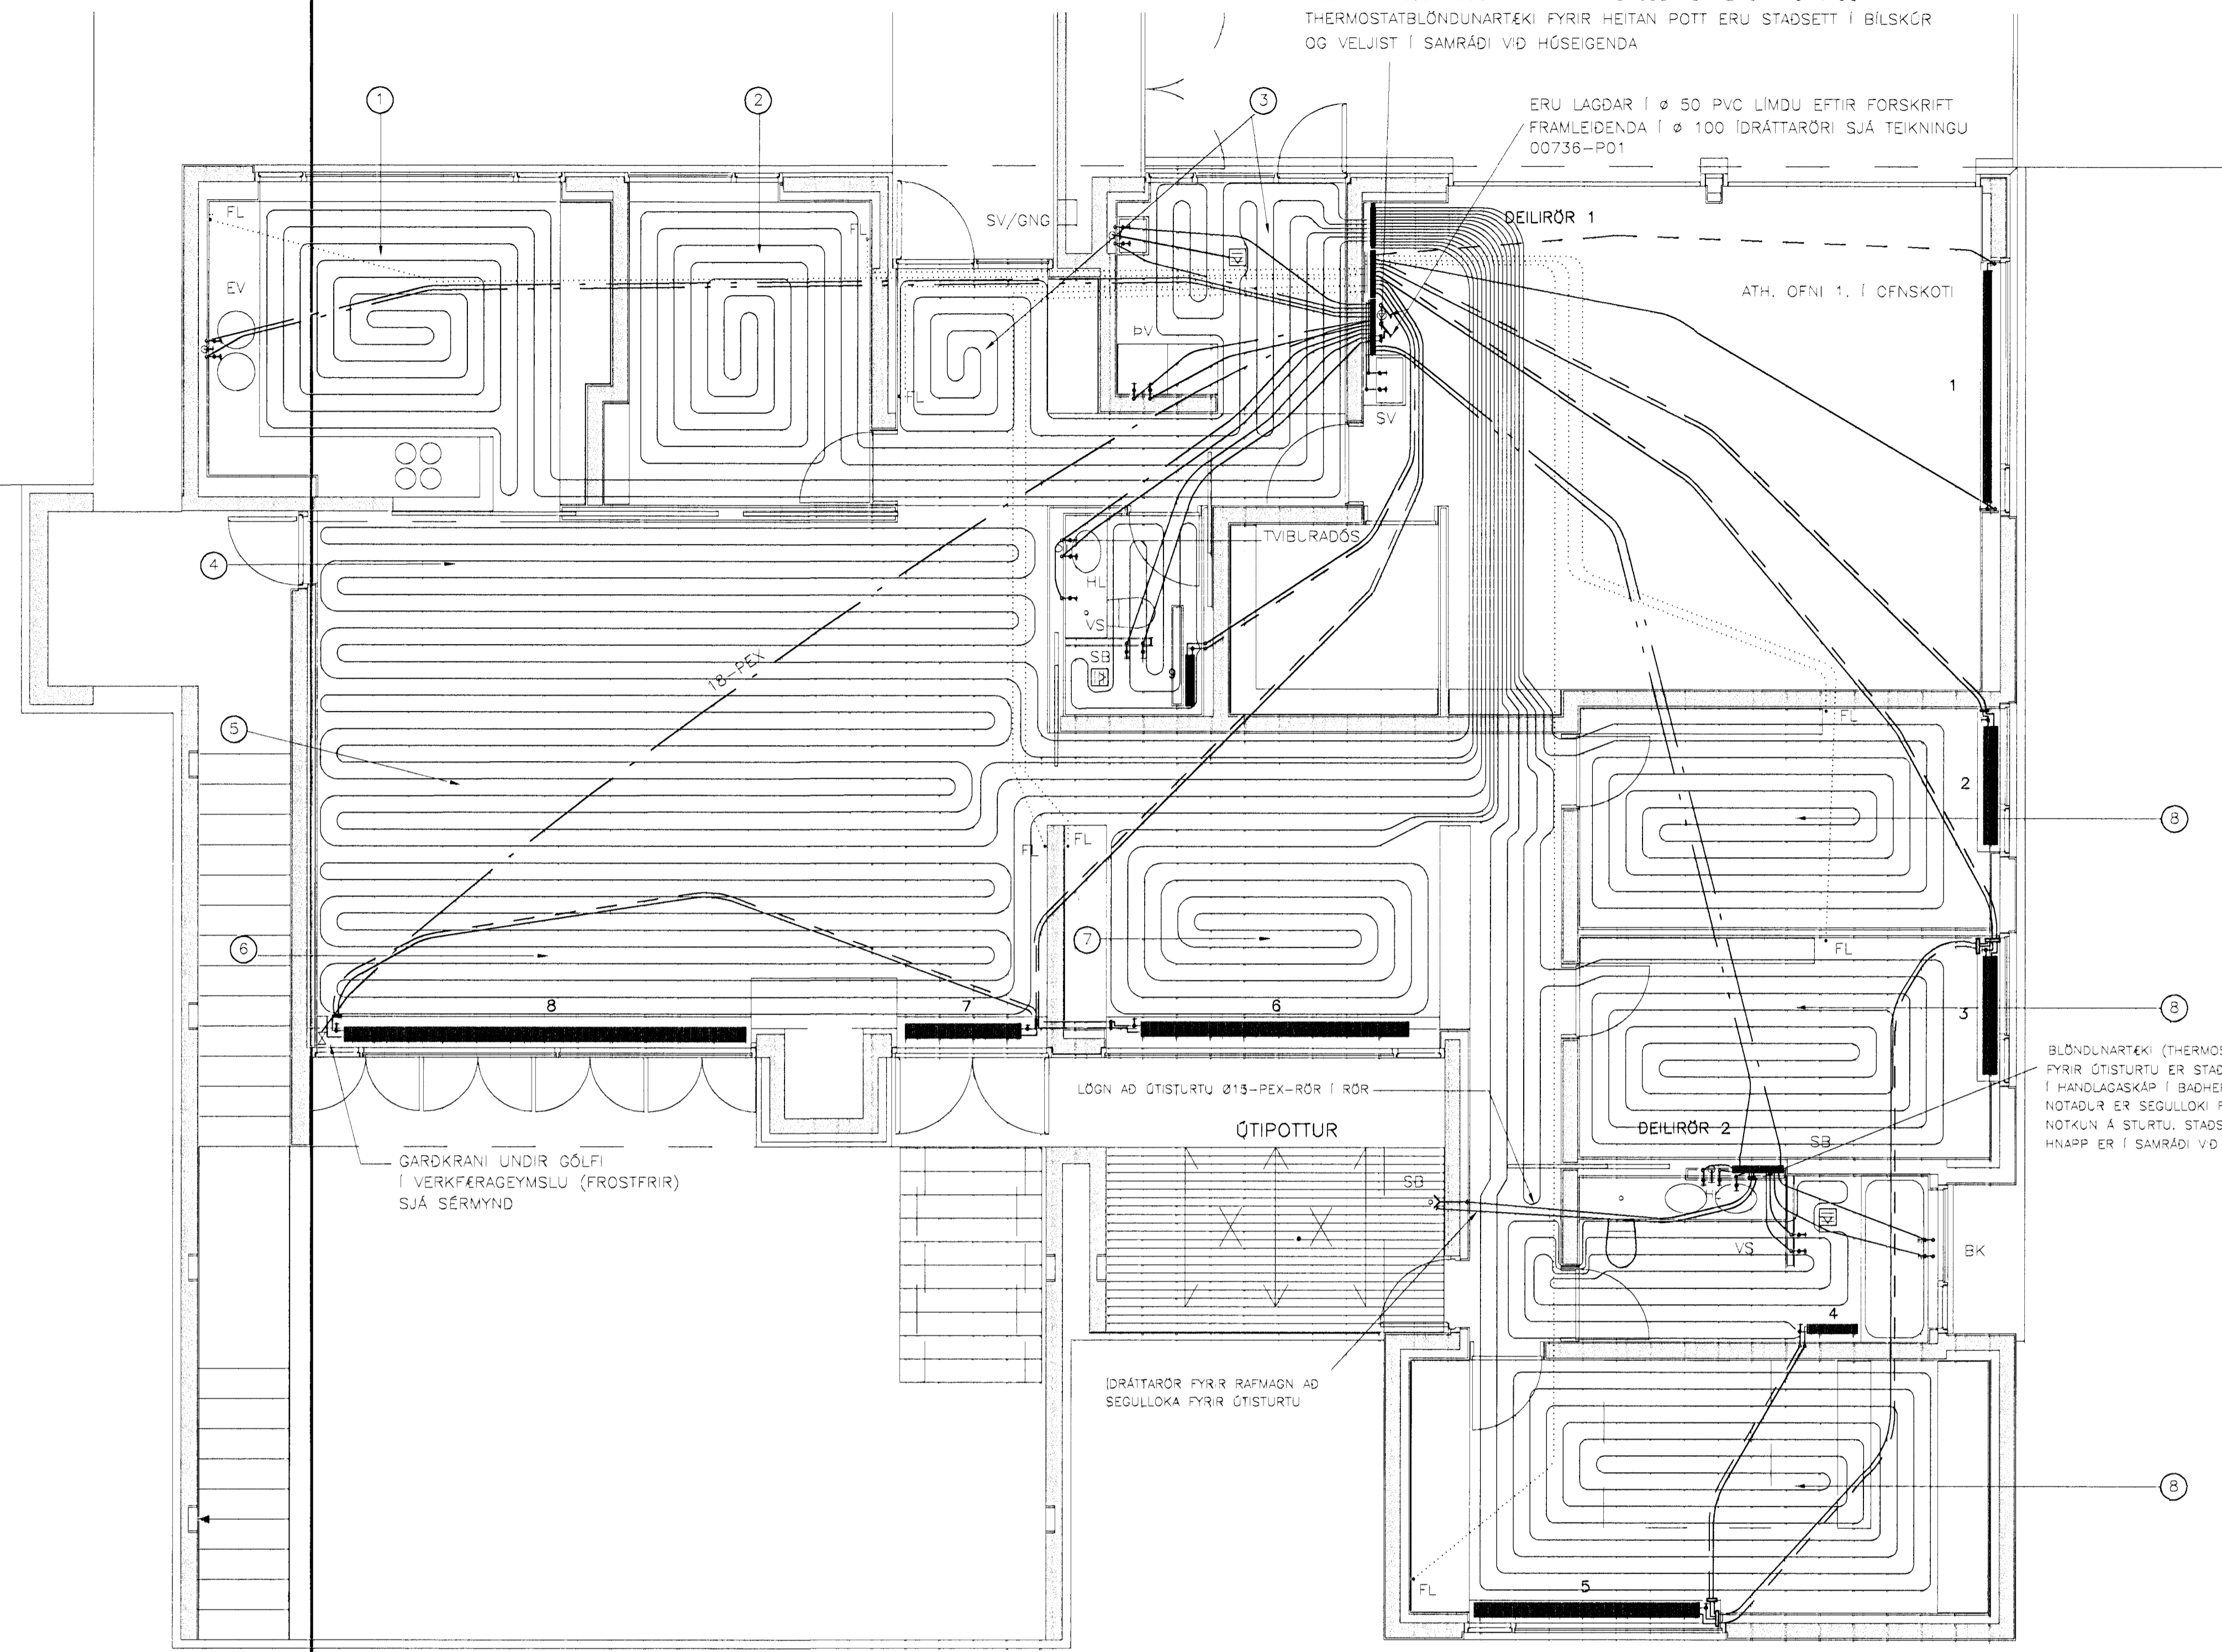 THERMOSTATBLÖNDUNARTÆKI FYRIR HEITAN POTT ERU STAÐSETT Í BÍLSKÚR
OG VELJIST Í SAMRÁÐI VIÐ HÚSEIGENDA
1
2
3
ERU LAGÐAR Í ø 50 PVC LÍMDU EFTIR FORSKRIFT
FRAMLEIÐENDA Í ø 100 ÍDRÁTTARÖRI SJÁ TEIKNINGU
00736-P01
FL
SV/GNG
DEILIRÖR 1
FL
EV
ATH. OFNI 1. Í OFNSKOTI
ÞV
1
FL
SV
TVIBURADÓS
4
HL
VS
SB
9
18-PEX
FL
5
2
8
FL
FL
6
7
FL
8
7
6
3
8
BLÖNDUNARTÆKI (THERMOS
FYRIR ÚTISTURTU ER STAÐ
Í HANDLAGASKÁP Í BAÐHER
NOTAÐUR ER SEGULLOKI F
NOTKUN Á STURTU. STAÐS
HNAPP ER Í SAMRÁÐI VIÐ
LÖGN AÐ ÚTISTURTU Ø15-PEX-RÖR Í RÖR
ÚTIPOTTUR
DEILIRÖR 2
SB
GARÐKRANI UNDIR GÓLFI
Í VERKFÆRAGEYMSLU (FROSTFRIR)
SJÁ SÉRMYND
SB
VS
BK
4
ÍDRÁTTARÖR FYRIR RAFMAGN AÐ
SEGULLOKA FYRIR ÚTISTURTU
8
FL
5